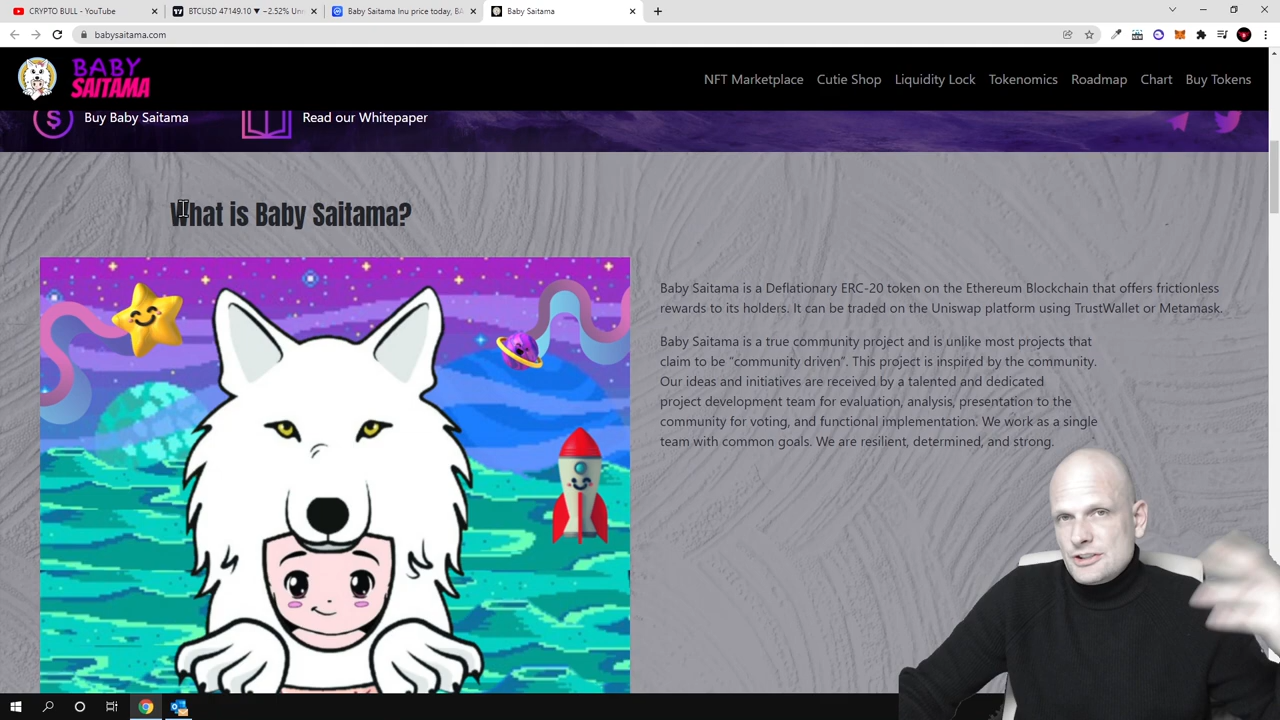 CRYPTO BULL - YouTube
BTCUSD 47149.10 ▼ −2.52% Un
Baby Saitama Inu price today, BA
Baby Saitama
babysaitama.com
BABY
SAITAMA
NFT Marketplace
Cutie Shop
Liquidity Lock
Tokenomics
Roadmap
Chart
Buy Tokens
Buy Baby Saitama
Read our Whitepaper
What is Baby Saitama?
Baby Saitama is a Deflationary ERC-20 token on the Ethereum Blockchain that offers frictionless
rewards to its holders. It can be traded on the Uniswap platform using TrustWallet or Metamask.
Baby Saitama is a true community project and is unlike most projects that
claim to be “community driven”. This project is inspired by the community.
Our ideas and initiatives are received by a talented and dedicated
project development team for evaluation, analysis, presentation to the
community for voting, and functional implementation. We work as a single
team with common goals. We are resilient, determined, and strong.